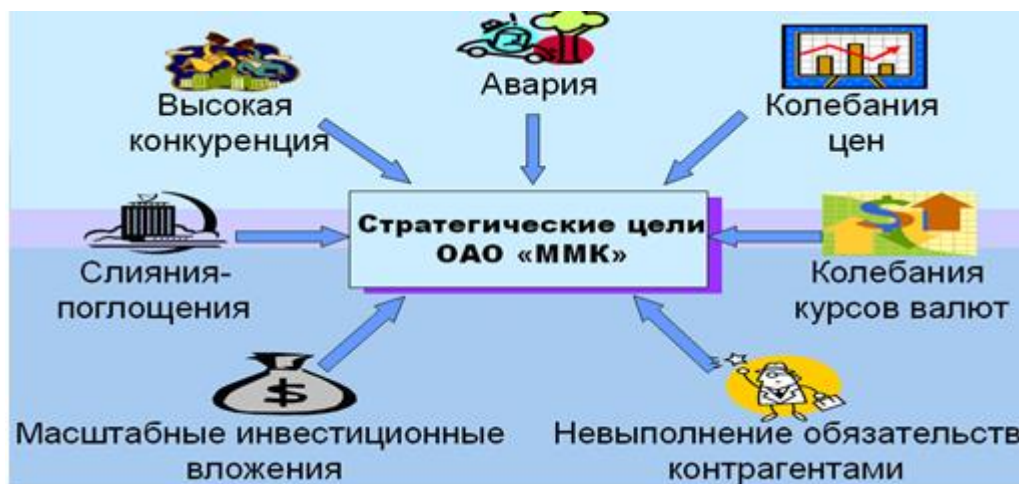 Высокая
конкуренция
Авария
Колебания
цен
Стратегические цели
ОАО «ММК»
Слияния-
поглощения
Колебания
курсов валют
Масштабные инвестиционные
вложения
Невыполнение обязательств
контрагентами